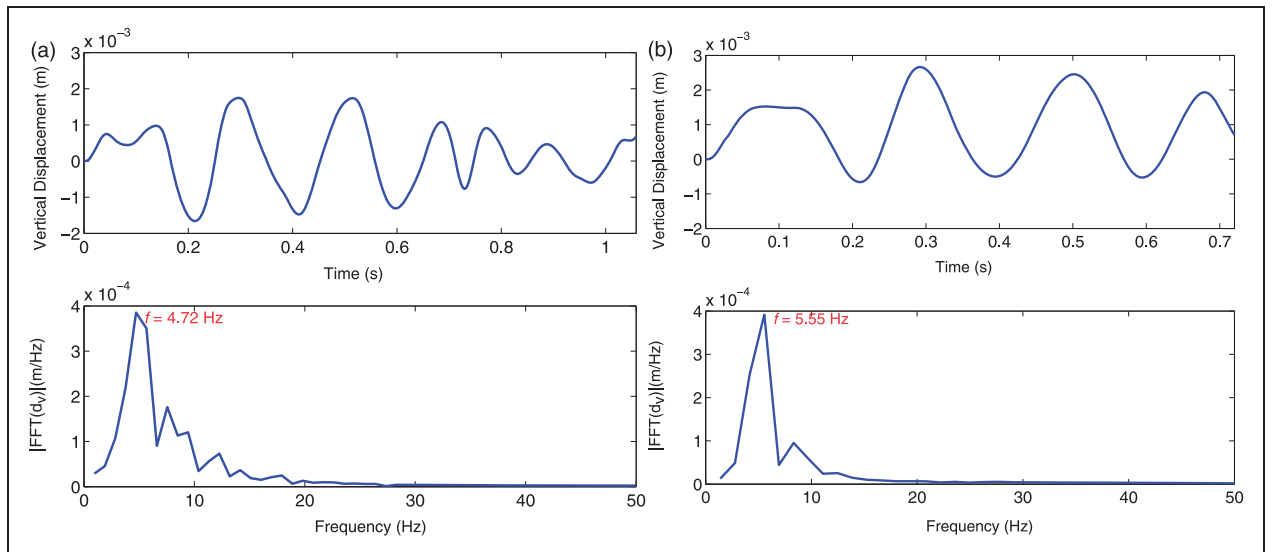 (a)
x 10⁻³
3
2
1
0
−1
−2
Vertical Displacement (m)
0 0.2 0.4 0.6 0.8 1
Time (s)
x 10⁻⁴
4
3
2
1
0
|FFT(dᵥ)|(m/Hz)
f = 4.72 Hz
0 10 20 30 40 50
Frequency (Hz)
(b)
x 10⁻³
3
2
1
0
−1
−2
Vertical Displacement (m)
0 0.1 0.2 0.3 0.4 0.5 0.6 0.7
Time (s)
x 10⁻⁴
4
3
2
1
0
|FFT(dᵥ)|(m/Hz)
f = 5.55 Hz
0 10 20 30 40 50
Frequency (Hz)